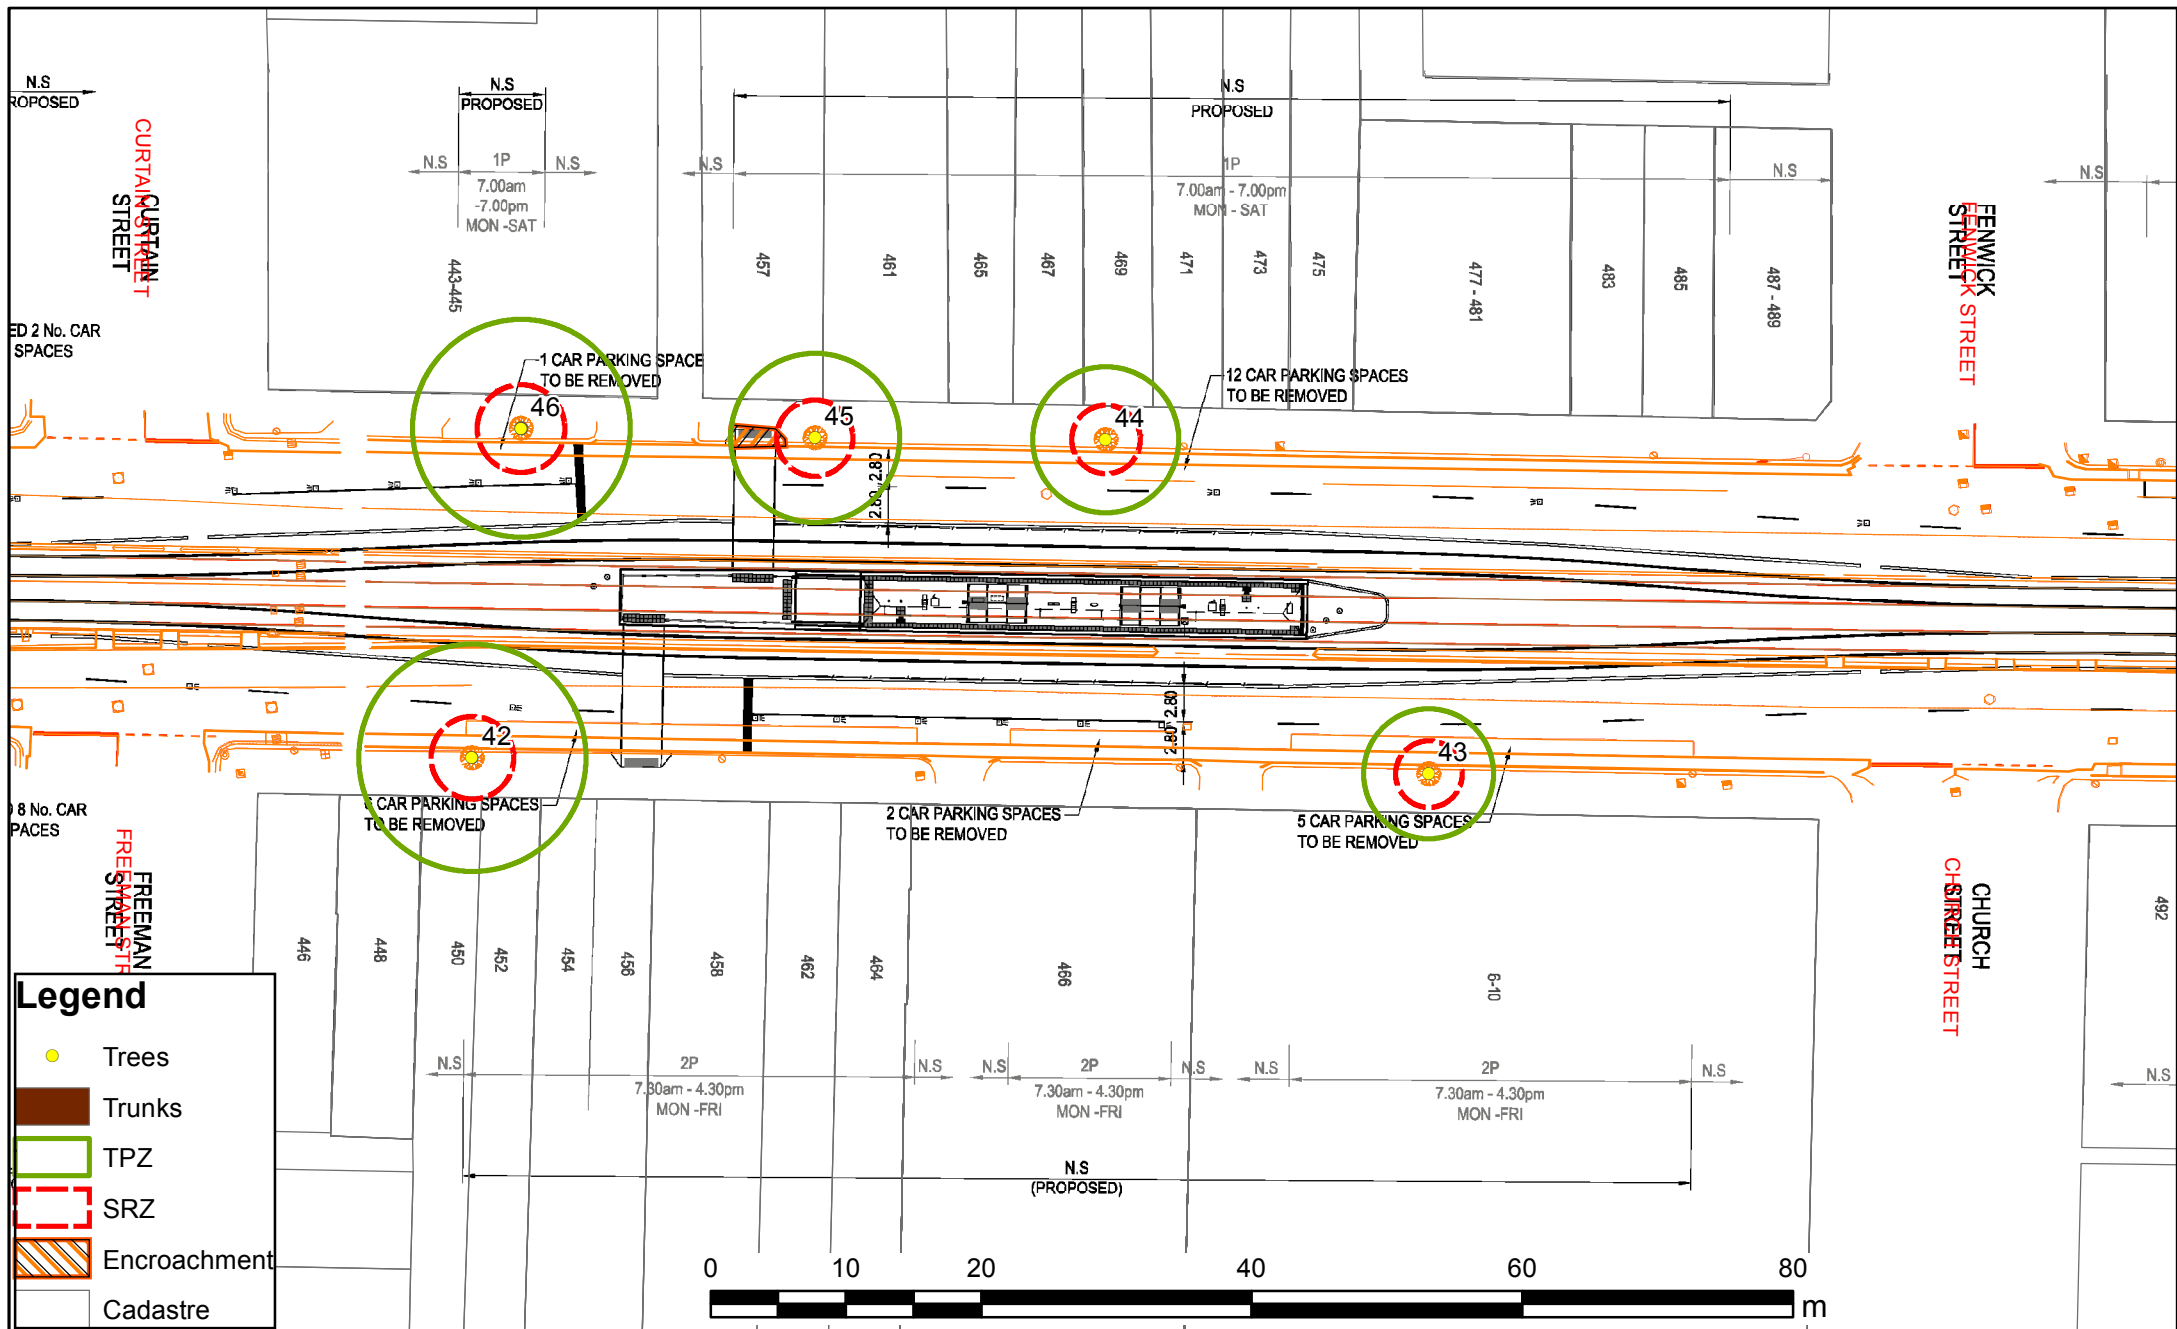 N.S
ROPOSED
N.S
PROPOSED
N.S
PROPOSED
N.S
1P
N.S
7.00am
-7.00pm
MON -SAT
N.S
1P
7.00am - 7.00pm
MON - SAT
N.S
N.S
CURTAIN STREET
CURTAIN
STREET
FENWICK
STREET
FENWICK STREET
443-445
457
461
465
467
469
471
473
475
477 - 481
483
485
487 - 489
ED 2 No. CAR
SPACES
1 CAR PARKING SPACE
TO BE REMOVED
12 CAR PARKING SPACES
TO BE REMOVED
46
45
44
2.80
2.80
2.80
2.80
42
43
8 No. CAR
PACES
CAR PARKING SPACES
TO BE REMOVED
2 CAR PARKING SPACES
TO BE REMOVED
5 CAR PARKING SPACES
TO BE REMOVED
FREEMAN STR
FREEMAN
STREET
CHURCH
STREET
CHURCH STREET
446
448
450
452
454
456
458
462
464
466
6-10
492
N.S
2P
N.S
7.30am - 4.30pm
MON -FRI
N.S
2P
N.S
7.30am - 4.30pm
MON -FRI
N.S
2P
N.S
7.30am - 4.30pm
MON -FRI
N.S
N.S
(PROPOSED)
Legend
Trees
Trunks
TPZ
SRZ
Encroachment
Cadastre
0 10 20 40 60 80
m